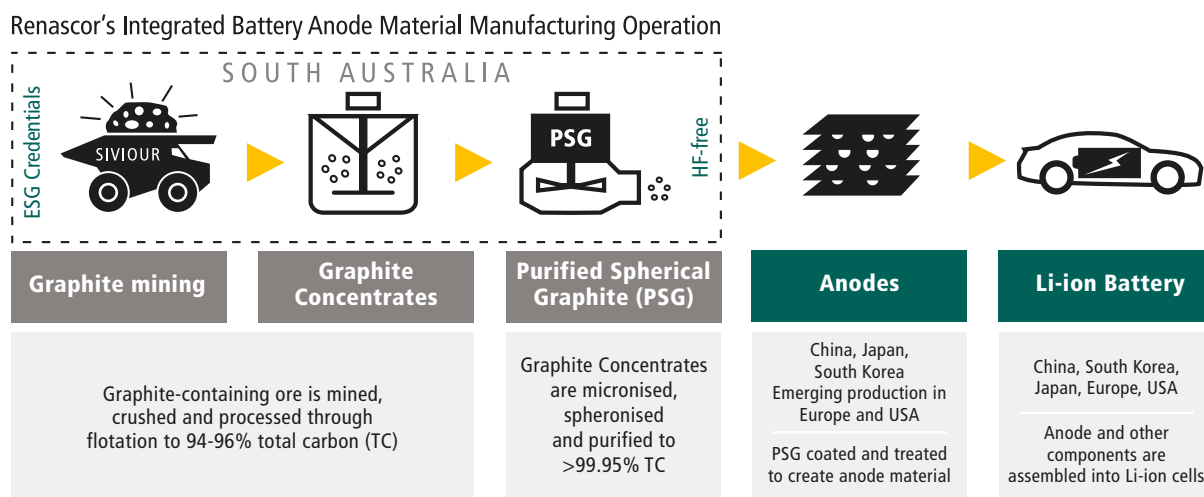 Renascor's Integrated Battery Anode Material Manufacturing Operation
SOUTH AUSTRALIA
ESG Credentials
SIVIOUR
PSG
HF-free
Graphite mining
Graphite
Concentrates
Purified Spherical
Graphite (PSG)
Anodes
Li-ion Battery
Graphite-containing ore is mined,
crushed and processed through
flotation to 94-96% total carbon (TC)
Graphite Concentrates
are micronised,
spheronised
and purified to
>99.95% TC
China, Japan,
South Korea
Emerging production in
Europe and USA
PSG coated and treated
to create anode material
China, South Korea,
Japan, Europe, USA
Anode and other
components are
assembled into Li-ion cells